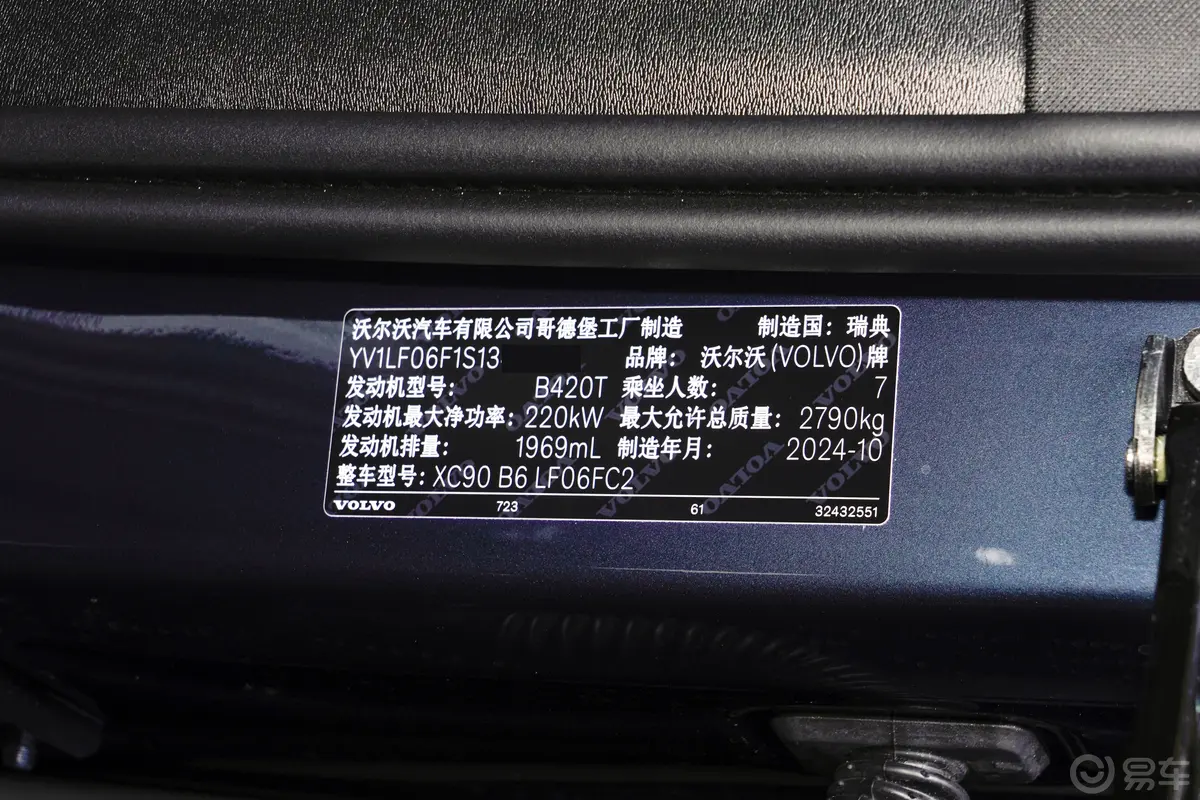 沃尔沃汽车有限公司哥德堡工厂制造 制造国：瑞典
YV1LF06F1S13 品牌： 沃尔沃(VOLVO)牌
发动机型号： B420T 乘坐人数： 7
发动机最大净功率：220kW 最大允许总质量： 2790kg
发动机排量： 1969mL 制造年月： 2024-10
整车型号：XC90 B6 LF06FC2
VOLVO 723 61 32432551
易车